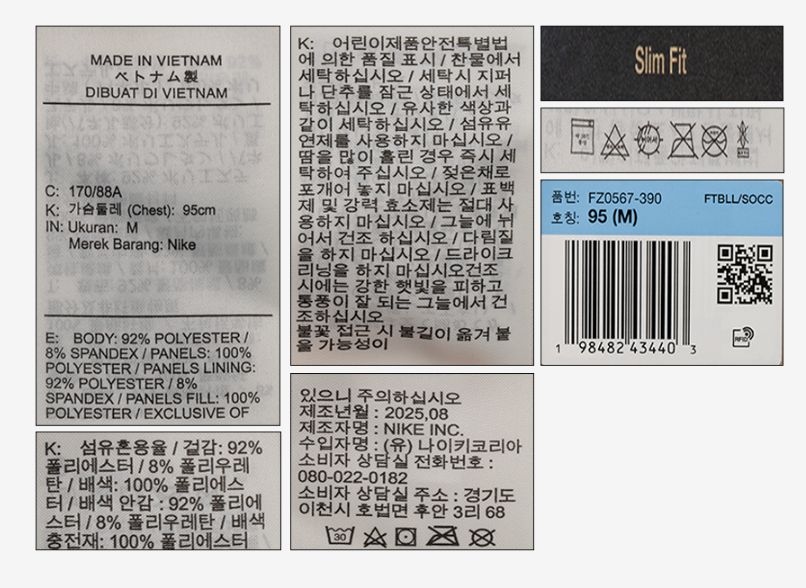 MADE IN VIETNAM
ベトナム製
DIBUAT DI VIETNAM
C: 170/88A
K: 가슴둘레 (Chest): 95cm
IN: Ukuran: M
Merek Barang: Nike
E: BODY: 92% POLYESTER /
8% SPANDEX / PANELS: 100%
POLYESTER / PANELS LINING:
92% POLYESTER / 8%
SPANDEX / PANELS FILL: 100%
POLYESTER / EXCLUSIVE OF
K: 섬유혼용율 / 겉감: 92%
폴리에스터 / 8% 폴리우레
탄 / 배색: 100% 폴리에스
터 / 배색 안감 : 92% 폴리에
스터 / 8% 폴리우레탄 / 배색
충전재: 100% 폴리에스터
K: 어린이제품안전특별법
에 의한 품질 표시 / 찬물에서
세탁하십시오 / 세탁시 지퍼
나 단추를 잠근 상태에서 세
탁하십시오 / 유사한 색상과
같이 세탁하십시오 / 섬유유
연제를 사용하지 마십시오 /
땀을 많이 흘린 경우 즉시 세
탁하여 주십시오 / 젖은채로
포개어 놓지 마십시오 / 표백
제 및 강력 효소제는 절대 사
용하지 마십시오 / 그늘에 뉘
어서 건조 하십시오 / 다림질
을 하지 마십시오 / 드라이크
리닝을 하지 마십시오건조
시에는 강한 햇빛을 피하고
통풍이 잘 되는 그늘에서 건
조하십시오
불꽃 접근 시 불길이 옮겨 붙
을 가능성이
있으니 주의하십시오
제조년월 : 2025,08
제조자명 : NIKE INC.
수입자명 : (유) 나이키코리아
소비자 상담실 전화번호 :
080-022-0182
소비자 상담실 주소 : 경기도
이천시 호법면 후안 3리 68
30
Slim Fit
품번: FZ0567-390 FTBLL/SOCC
호칭: 95 (M)
1 98482 43440 3
RFID